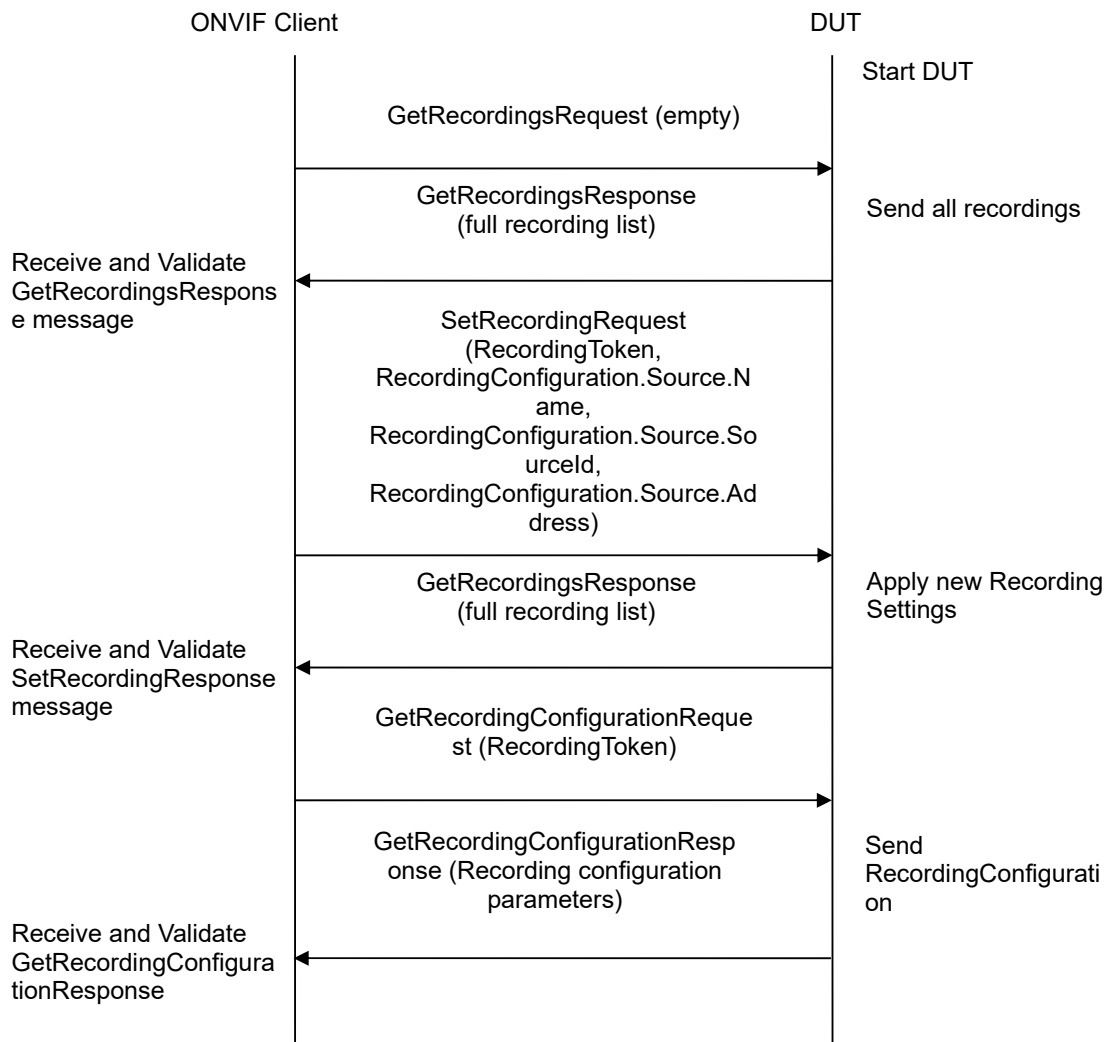 ONVIF Client
DUT
Start DUT
GetRecordingsRequest (empty)
GetRecordingsResponse
(full recording list)
Send all recordings
Receive and Validate
GetRecordingsRespons
e message
SetRecordingRequest
(RecordingToken,
RecordingConfiguration.Source.N
ame,
RecordingConfiguration.Source.So
urceId,
RecordingConfiguration.Source.Ad
dress)
GetRecordingsResponse
(full recording list)
Apply new Recording
Settings
Receive and Validate
SetRecordingResponse
message
GetRecordingConfigurationReque
st (RecordingToken)
GetRecordingConfigurationResp
onse (Recording configuration
parameters)
Send
RecordingConfigurati
on
Receive and Validate
GetRecordingConfigura
tionResponse